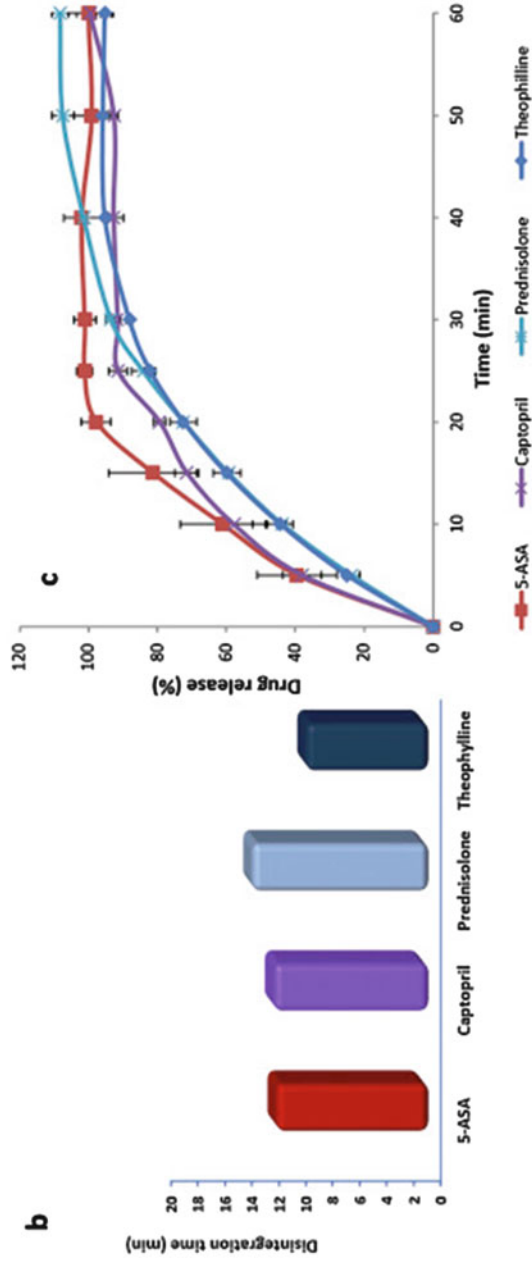 b
Disintegration time (min)
20
18
16
14
12
10
8
6
4
2
0
5-ASA Captopril Prednisolone Theophylline
c
Drug release (%)
120
100
80
60
40
20
0
0 10 20 30 40 50 60
Time (min)
5-ASA Captopril Prednisolone Theophilline